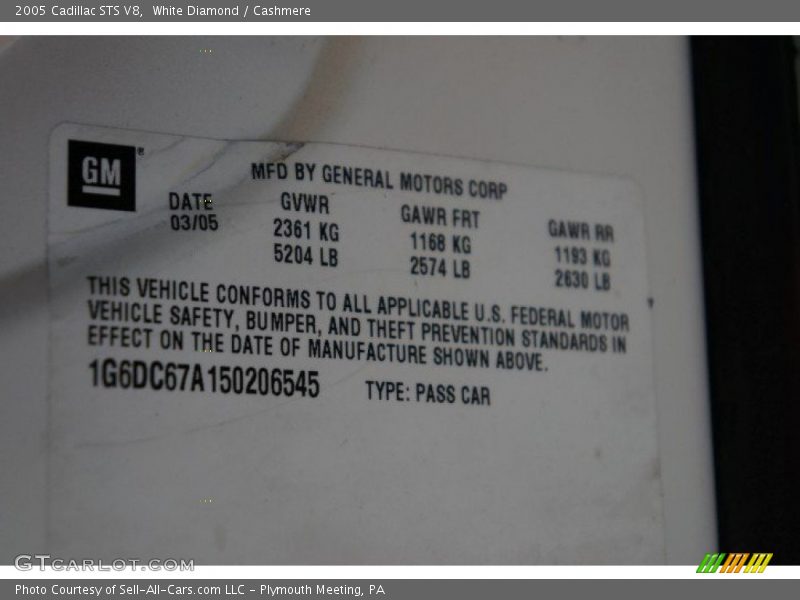 2005 Cadillac STS V8,  White Diamond / Cashmere
GM®
MFD BY GENERAL MOTORS CORP
DATE GVWR GAWR FRT GAWR RR
03/05 2361 KG 1168 KG 1193 KG
5204 LB 2574 LB 2630 LB
THIS VEHICLE CONFORMS TO ALL APPLICABLE U.S. FEDERAL MOTOR
VEHICLE SAFETY, BUMPER, AND THEFT PREVENTION STANDARDS IN
EFFECT ON THE DATE OF MANUFACTURE SHOWN ABOVE.
1G6DC67A150206545 TYPE: PASS CAR
GTCARLOT.COM
Photo Courtesy of Sell-All-Cars.com LLC - Plymouth Meeting, PA